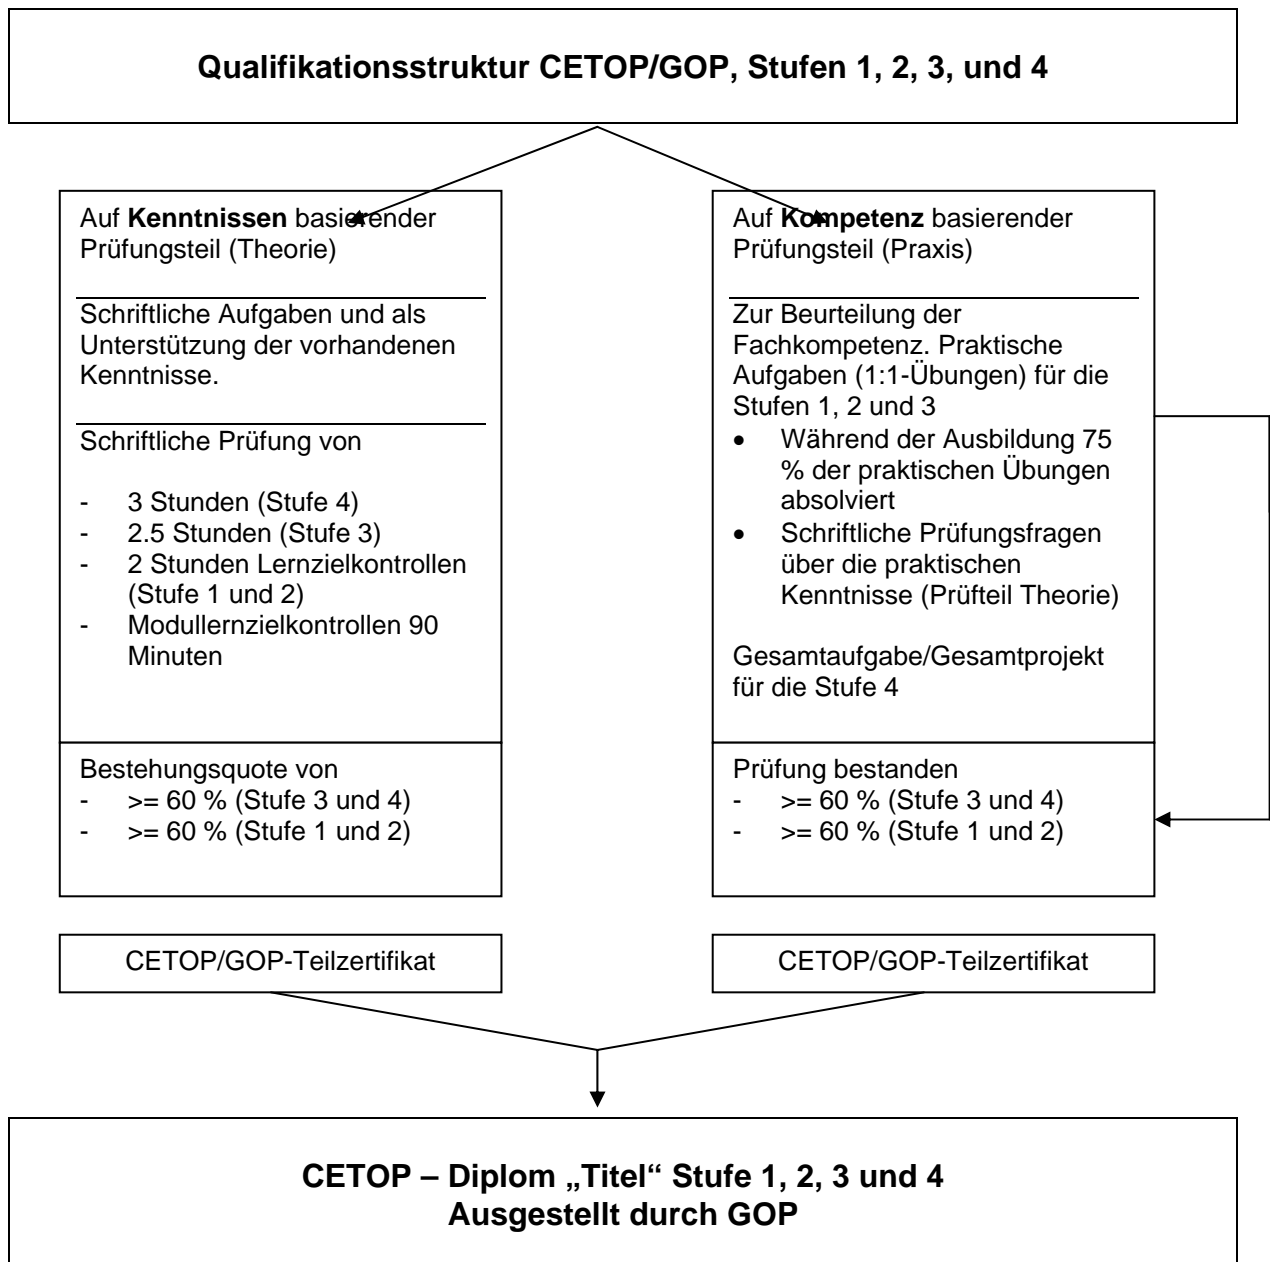 Qualifikationsstruktur CETOP/GOP, Stufen 1, 2, 3, und 4
Auf Kenntnissen basierender
Prüfungsteil (Theorie)
Schriftliche Aufgaben und als
Unterstützung der vorhandenen
Kenntnisse.
Schriftliche Prüfung von
- 3 Stunden (Stufe 4)
- 2.5 Stunden (Stufe 3)
- 2 Stunden Lernzielkontrollen
(Stufe 1 und 2)
- Modullernzielkontrollen 90
Minuten
Bestehungsquote von
- >= 60 % (Stufe 3 und 4)
- >= 60 % (Stufe 1 und 2)
CETOP/GOP-Teilzertifikat
Auf Kompetenz basierender
Prüfungsteil (Praxis)
Zur Beurteilung der
Fachkompetenz. Praktische
Aufgaben (1:1-Übungen) für die
Stufen 1, 2 und 3
• Während der Ausbildung 75
% der praktischen Übungen
absolviert
• Schriftliche Prüfungsfragen
über die praktischen
Kenntnisse (Prüfteil Theorie)
Gesamtaufgabe/Gesamtprojekt
für die Stufe 4
Prüfung bestanden
- >= 60 % (Stufe 3 und 4)
- >= 60 % (Stufe 1 und 2)
CETOP/GOP-Teilzertifikat
CETOP – Diplom „Titel“ Stufe 1, 2, 3 und 4
Ausgestellt durch GOP